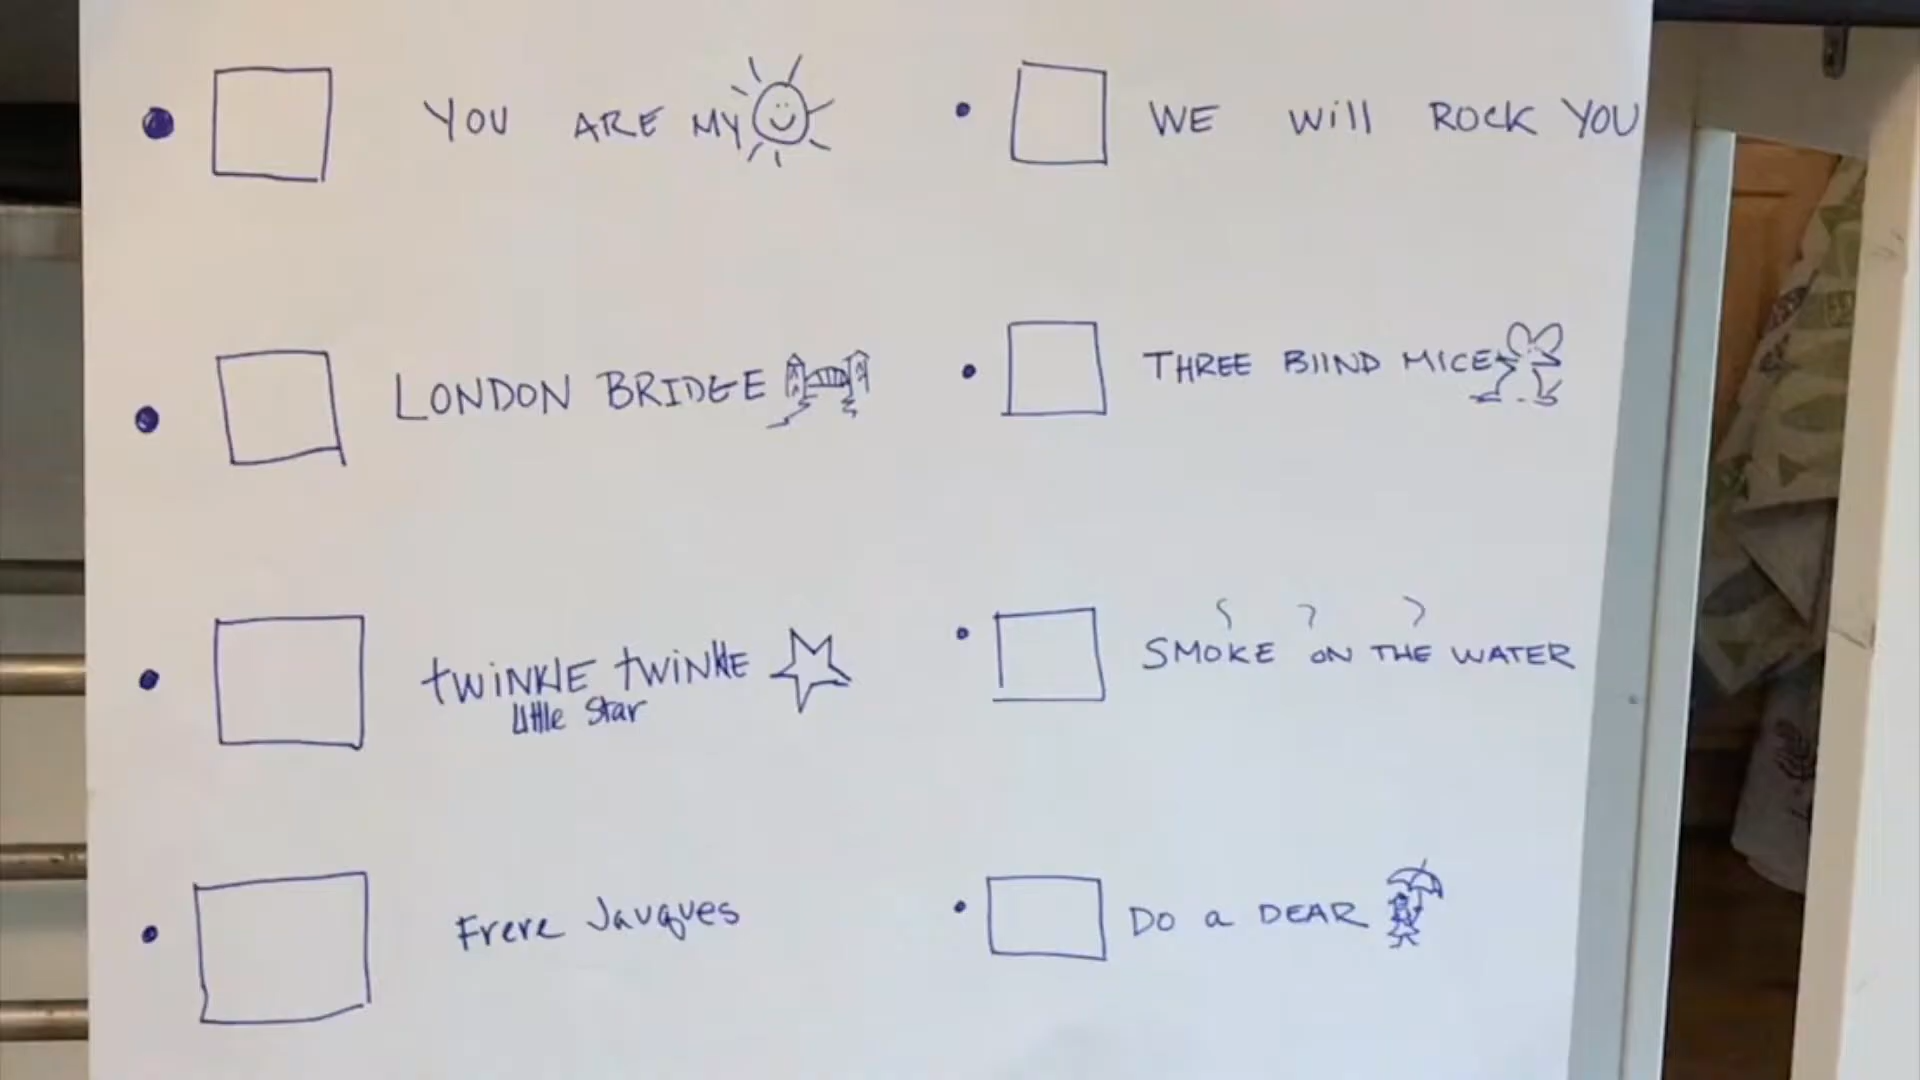 YOU ARE MY
LONDON BRIDGE
twiNKlE twiNKlE
Little Star
Frere Jauques
WE Will ROCK YOU
THREE BlIND MICE
SMOKE ON THE WATER
DO a DEAR